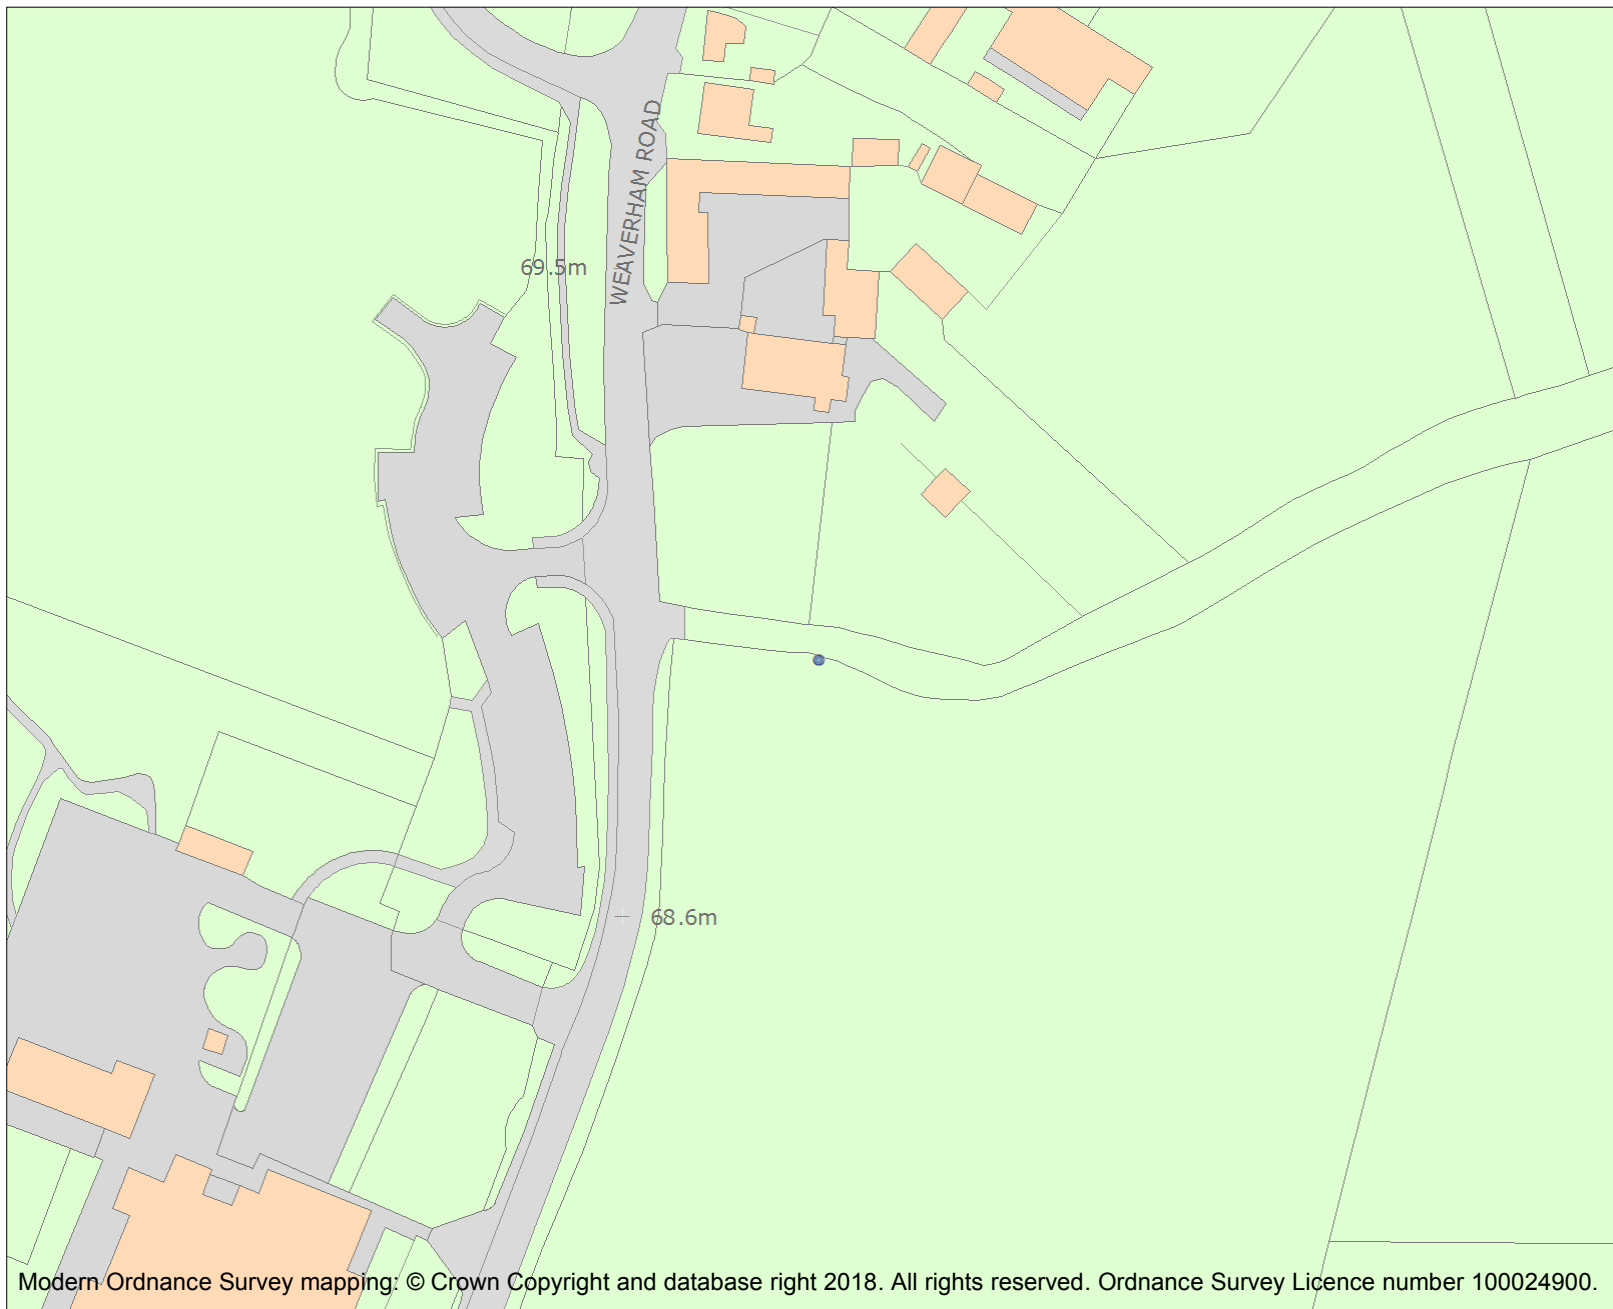 WEAVERHAM ROAD
69.5m
68.6m
Modern Ordnance Survey mapping: © Crown Copyright and database right 2018. All rights reserved. Ordnance Survey Licence number 100024900.